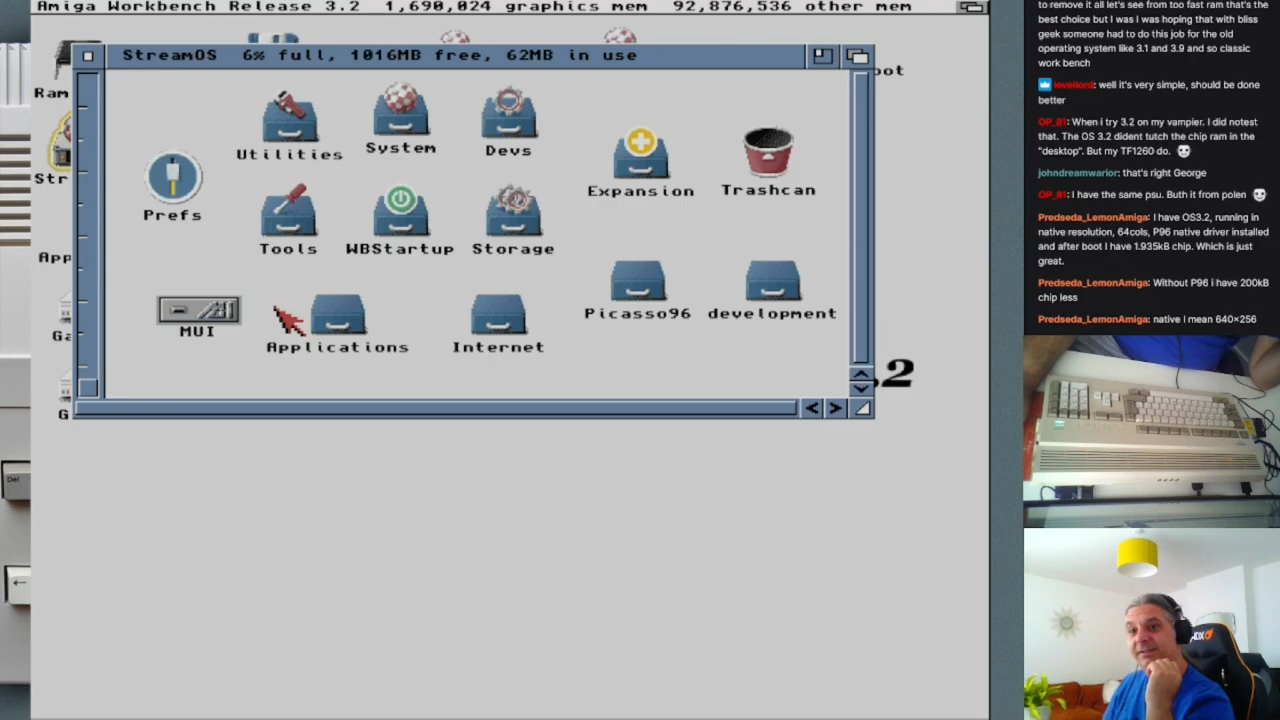 Amiga Workbench Release 3.2 1,690,024 graphics mem 92,876,536 other mem
StreamOS 6% full, 1016MB free, 62MB in use
oot
Ram
Utilities
System
Devs
Expansion
Trashcan
Str
Prefs
Tools
WBStartup
Storage
App
Picasso96
development
MUI
Applications
Internet
Ga
G
.2
Del
←
to remove it all let's see from too fast ram that's the
best choice but I was I was hoping that with bliss
geek someone had to do this job for the old
operating system like 3.1 and 3.9 and so classic
work bench
: well it's very simple, should be done
better
OP_81: When i try 3.2 on my vampier. I did notest
that. The OS 3.2 dident tutch the chip ram in the
"desktop". But my TF1260 do.
johndreamwarior: that's right George
OP_81: I have the same psu. Buth it from polen
Predseda_LemonAmiga: I have OS3.2, running in
native resolution, 64cols, P96 native driver installed
and after boot I have 1.935kB chip. Which is just
great.
Predseda_LemonAmiga: Without P96 i have 200kB
chip less
Predseda_LemonAmiga: native I mean 640×256